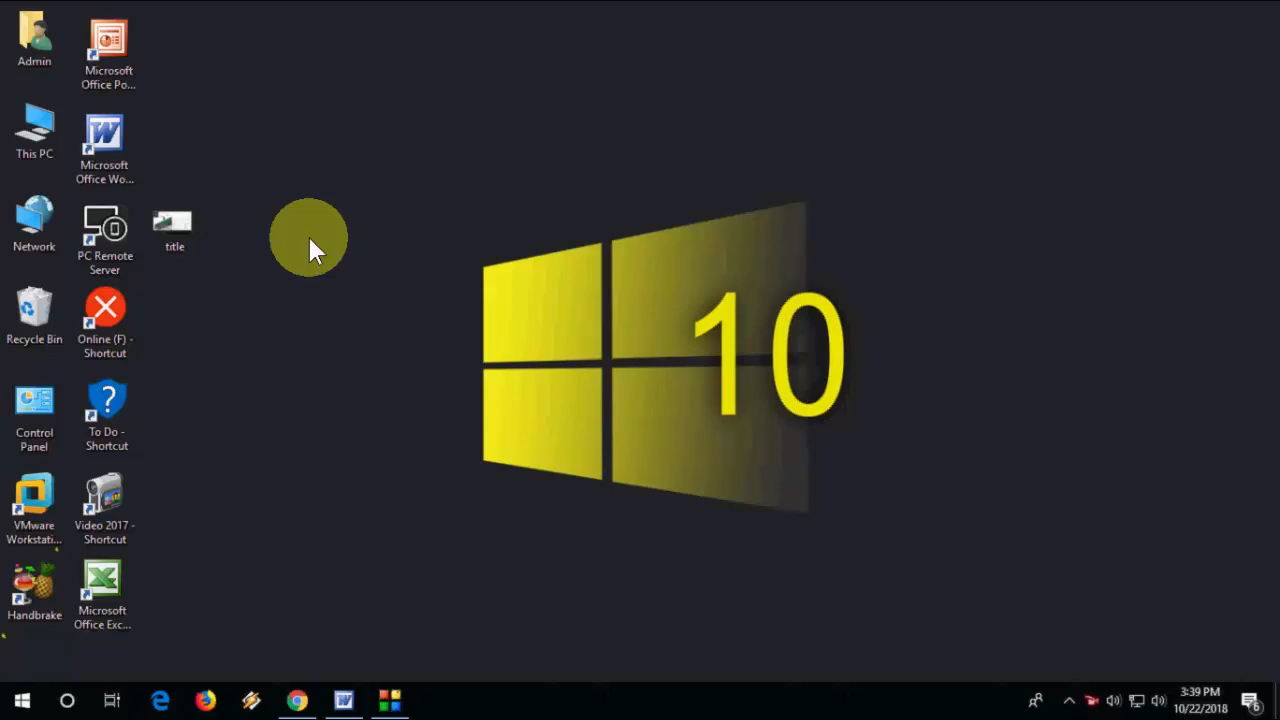 Admin
Microsoft
Office Po...
This PC
Microsoft
Office Wo...
Network
PC Remote
Server
title
Recycle Bin
Online (F) -
Shortcut
Control
Panel
To Do -
Shortcut
VMware
Workstati...
Video 2017 -
Shortcut
Handbrake
Microsoft
Office Exc...
10
3:39 PM
10/22/2018
6